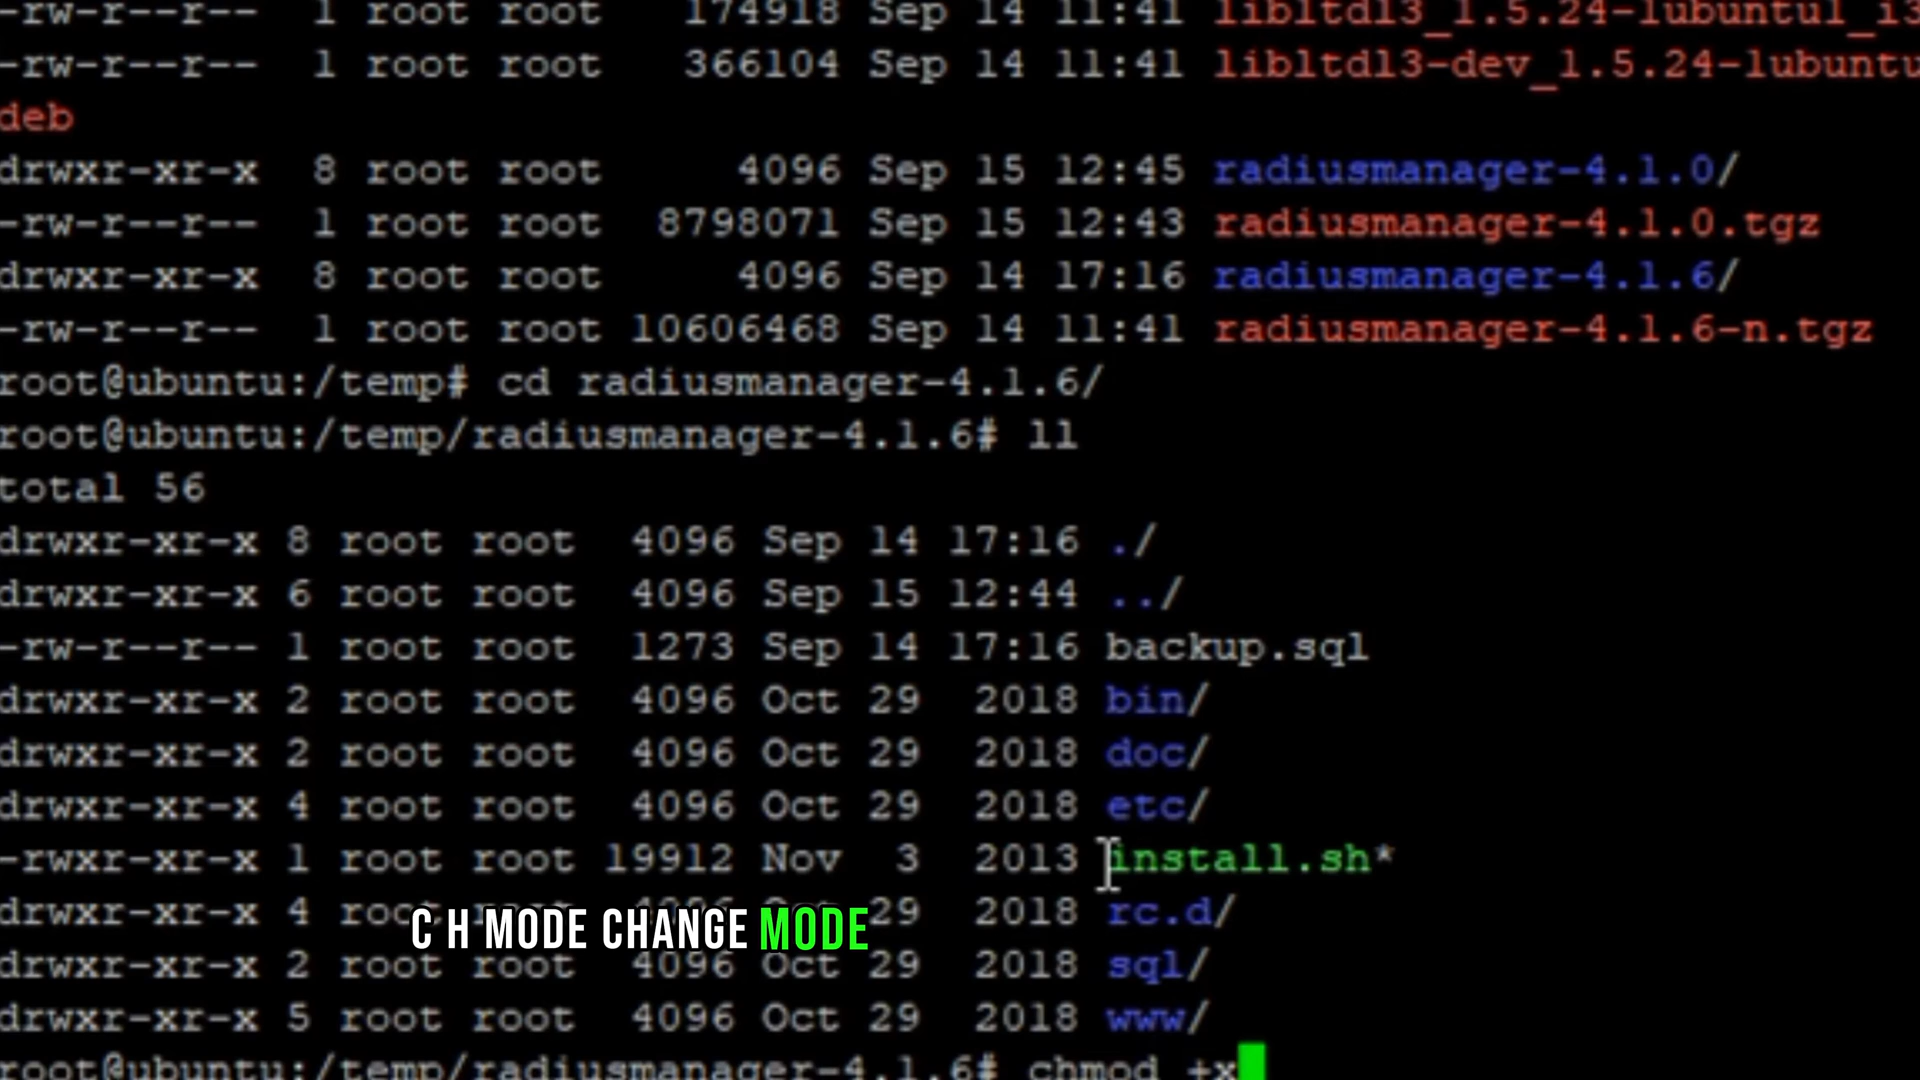 -rw-r--r--  1 root root   174918 Sep 14 11:41 libltdl3_1.5.24-1ubuntu1_i3
-rw-r--r--  1 root root   366104 Sep 14 11:41 libltdl3-dev_1.5.24-1ubuntu
deb
drwxr-xr-x  8 root root     4096 Sep 15 12:45 radiusmanager-4.1.0/
-rw-r--r--  1 root root  8798071 Sep 15 12:43 radiusmanager-4.1.0.tgz
drwxr-xr-x  8 root root     4096 Sep 14 17:16 radiusmanager-4.1.6/
-rw-r--r--  1 root root 10606468 Sep 14 11:41 radiusmanager-4.1.6-n.tgz
root@ubuntu:/temp# cd radiusmanager-4.1.6/
root@ubuntu:/temp/radiusmanager-4.1.6# ll
total 56
drwxr-xr-x 8 root root  4096 Sep 14 17:16 ./
drwxr-xr-x 6 root root  4096 Sep 15 12:44 ../
-rw-r--r-- 1 root root  1273 Sep 14 17:16 backup.sql
drwxr-xr-x 2 root root  4096 Oct 29  2018 bin/
drwxr-xr-x 2 root root  4096 Oct 29  2018 doc/
drwxr-xr-x 4 root root  4096 Oct 29  2018 etc/
-rwxr-xr-x 1 root root 19912 Nov  3  2013 install.sh*
drwxr-xr-x 4 29  2018 rc.d/
C H MODE CHANGE MODE
drwxr-xr-x 2 root root  4096 Oct 29  2018 sql/
drwxr-xr-x 5 root root  4096 Oct 29  2018 www/
root@ubuntu:/temp/radiusmanager-4.1.6# chmod +x